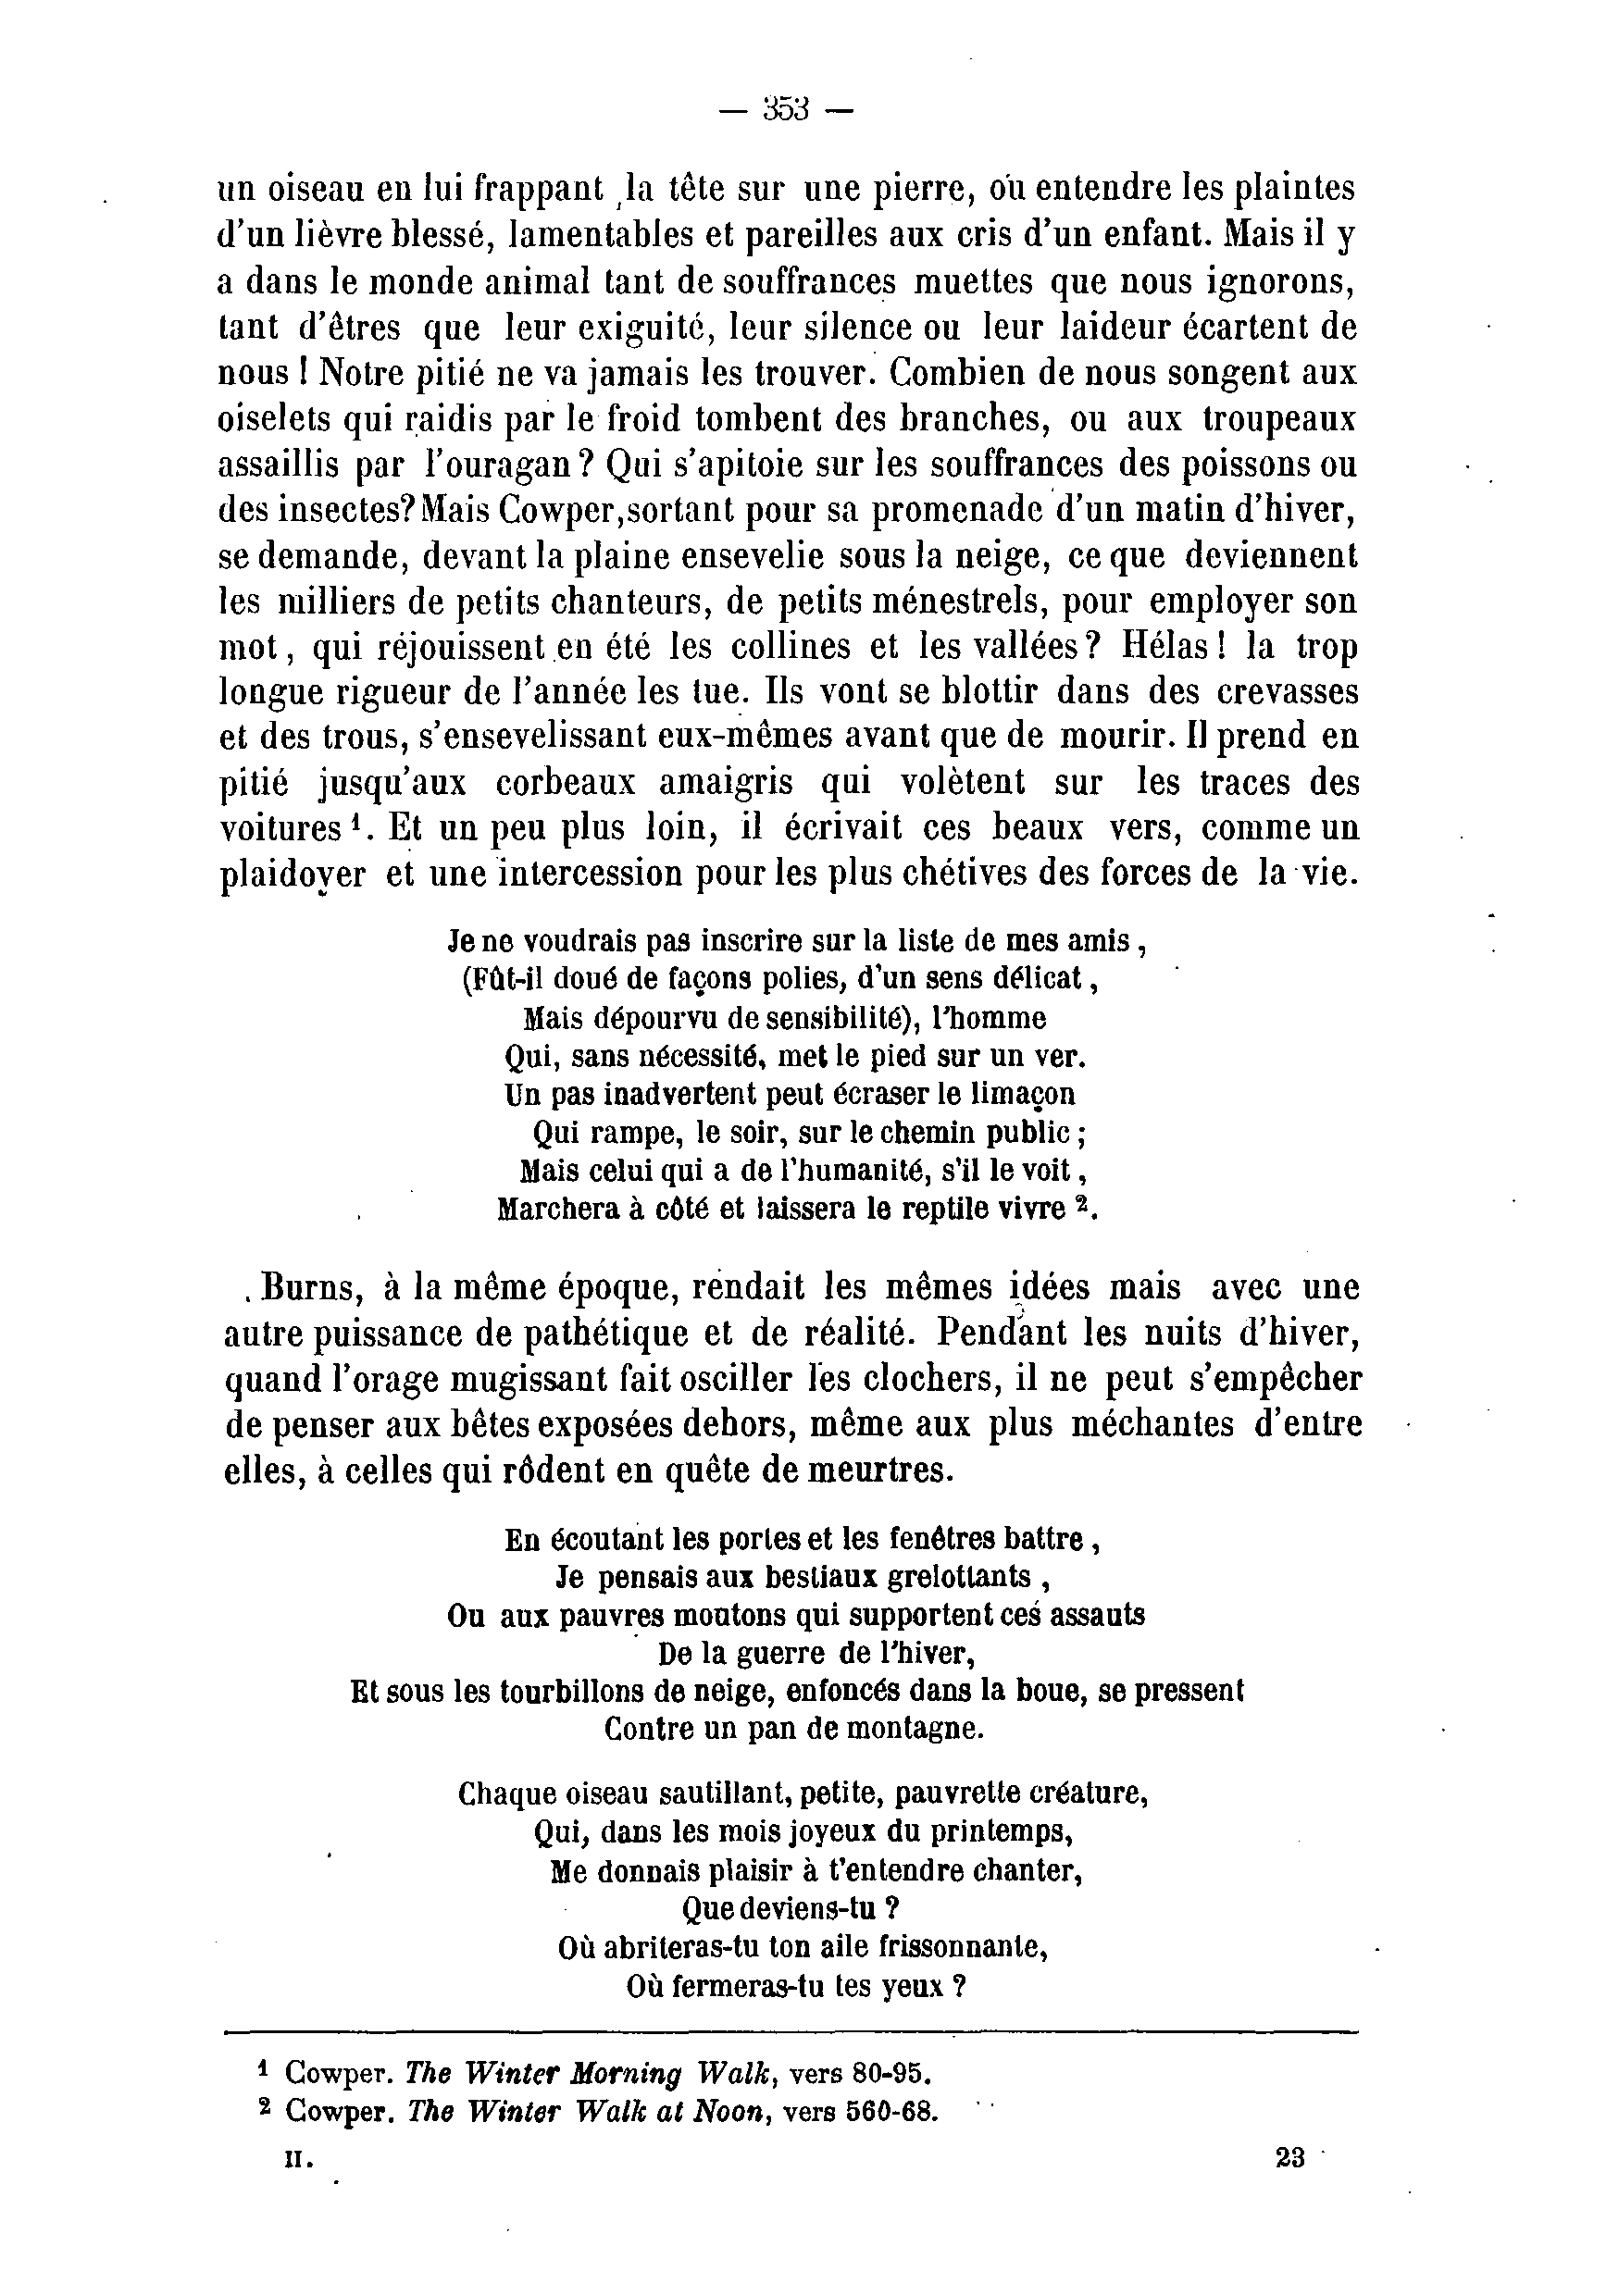 — 353 —
un oiseau en lui frappant la tête sur une pierre, où entendre les plaintes
d'un lièvre blessé, lamentables et pareilles aux cris d'un enfant. Mais il y
a dans le monde animal tant de souffrances muettes que nous ignorons,
tant d'êtres que leur exiguité, leur silence ou leur laideur écartent de
nous ! Notre pitié ne va jamais les trouver. Combien de nous songent aux
oiselets qui raidis par le froid tombent des branches, ou aux troupeaux
assaillis par l'ouragan ? Qui s'apitoie sur les souffrances des poissons ou
des insectes? Mais Cowper, sortant pour sa promenade d'un matin d'hiver,
se demande, devant la plaine ensevelie sous la neige, ce que deviennent
les milliers de petits chanteurs, de petits ménestrels, pour employer son
mot, qui réjouissent en été les collines et les vallées ? Hélas ! la trop
longue rigueur de l'année les tue. Ils vont se blottir dans des crevasses
et des trous, s'ensevelissant eux-mêmes avant que de mourir. Il prend en
pitié jusqu'aux corbeaux amaigris qui volètent sur les traces des
voitures ¹. Et un peu plus loin, il écrivait ces beaux vers, comme un
plaidoyer et une intercession pour les plus chétives des forces de la vie.
Je ne voudrais pas inscrire sur la liste de mes amis,
(Fût-il doué de façons polies, d'un sens délicat,
Mais dépourvu de sensibilité), l'homme
Qui, sans nécessité, met le pied sur un ver.
Un pas inadvertent peut écraser le limaçon
Qui rampe, le soir, sur le chemin public ;
Mais celui qui a de l'humanité, s'il le voit,
Marchera à côté et laissera le reptile vivre ².
Burns, à la même époque, rendait les mêmes idées mais avec une
autre puissance de pathétique et de réalité. Pendant les nuits d'hiver,
quand l'orage mugissant fait osciller les clochers, il ne peut s'empêcher
de penser aux bêtes exposées dehors, même aux plus méchantes d'entre
elles, à celles qui rôdent en quête de meurtres.
En écoutant les portes et les fenêtres battre,
Je pensais aux bestiaux grelottants,
Ou aux pauvres moutons qui supportent ces assauts
De la guerre de l'hiver,
Et sous les tourbillons de neige, enfoncés dans la boue, se pressent
Contre un pan de montagne.
Chaque oiseau sautillant, petite, pauvrette créature,
Qui, dans les mois joyeux du printemps,
Me donnais plaisir à t'entendre chanter,
Que deviens-tu ?
Où abriteras-tu ton aile frissonnante,
Où fermeras-tu tes yeux ?
¹ Cowper. The Winter Morning Walk, vers 80-95.
² Cowper. The Winter Walk at Noon, vers 560-68.
II. 23